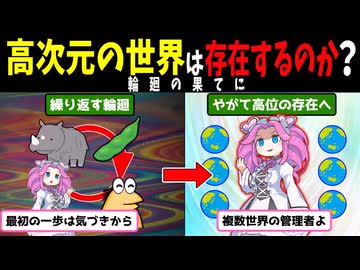 高次元の世界は存在するのか?
輪廻の果てに
繰り返す輪廻
やがて高位の存在へ
最初の一歩は気づきから
複数世界の管理者よ